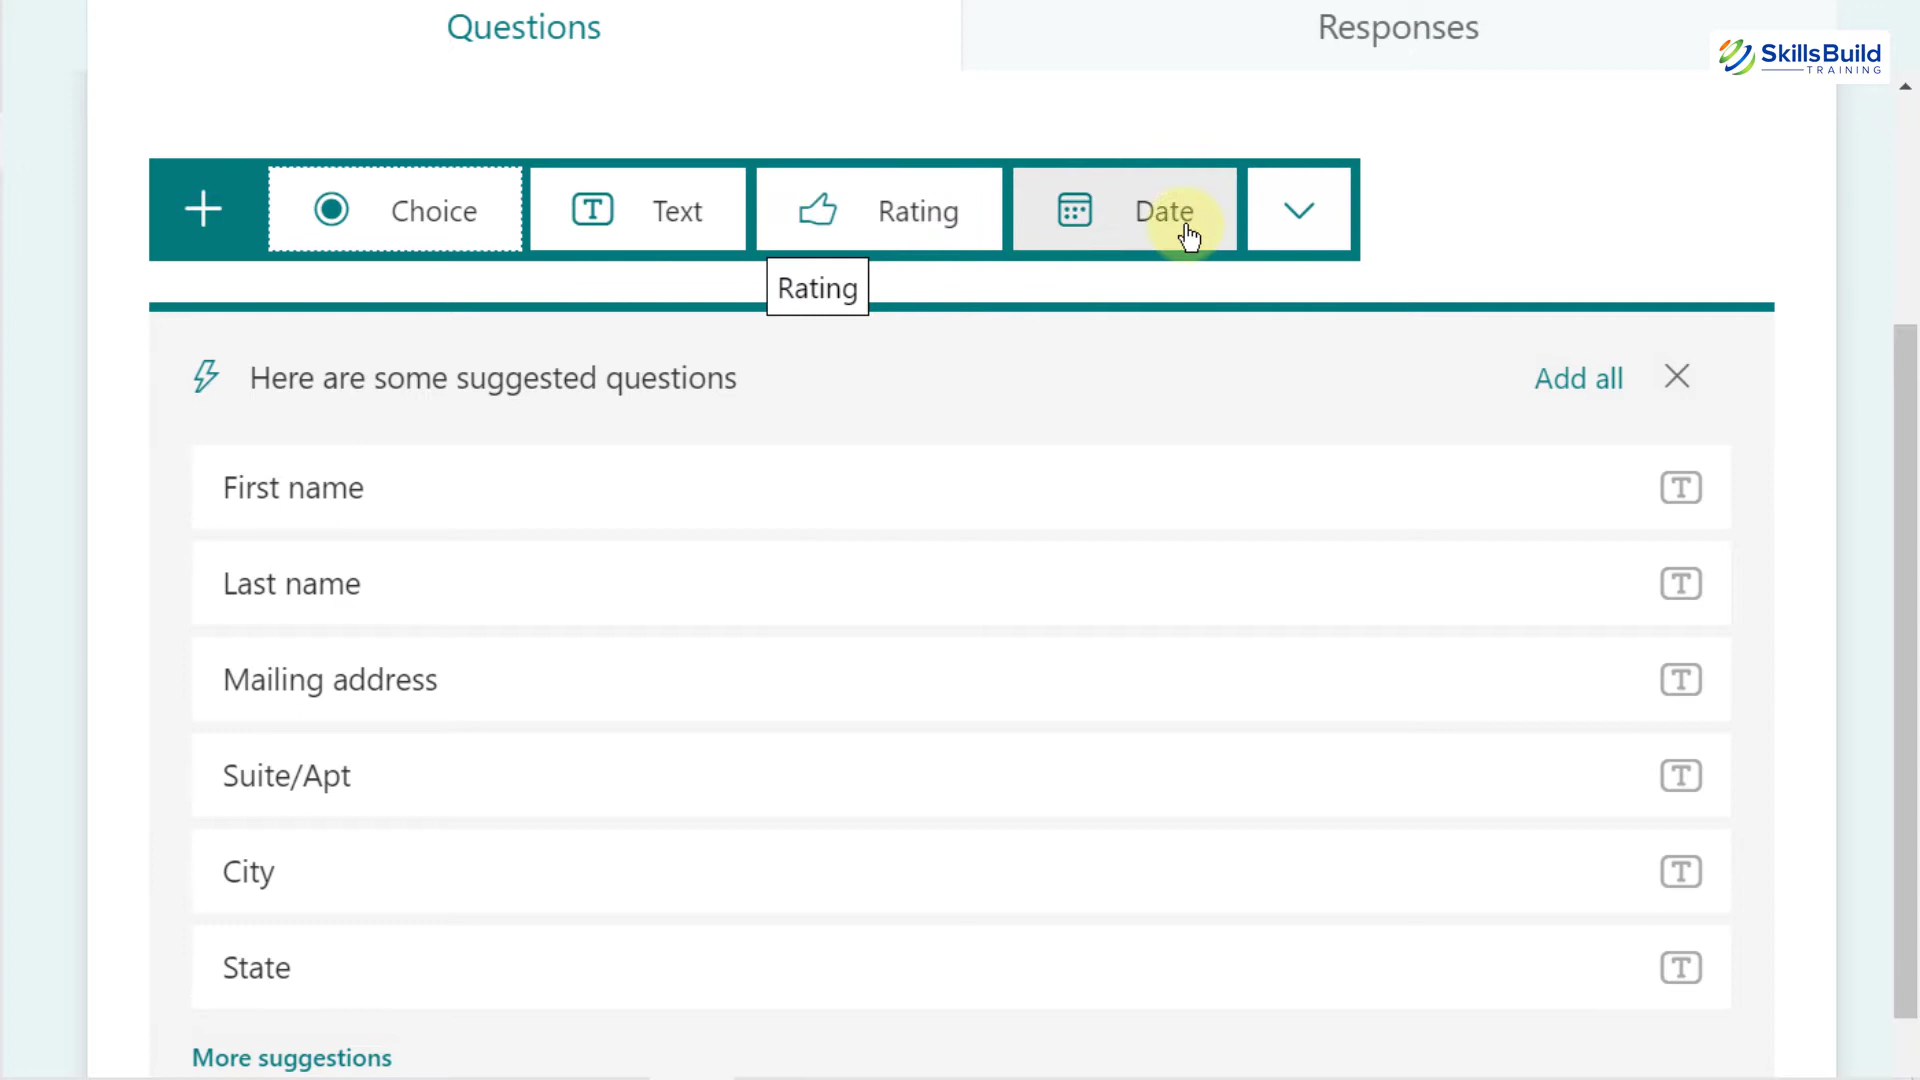 Questions
Responses
SkillsBuild
TRAINING
Choice
Text
Rating
Date
Rating
Here are some suggested questions
Add all
First name
Last name
Mailing address
Suite/Apt
City
State
More suggestions